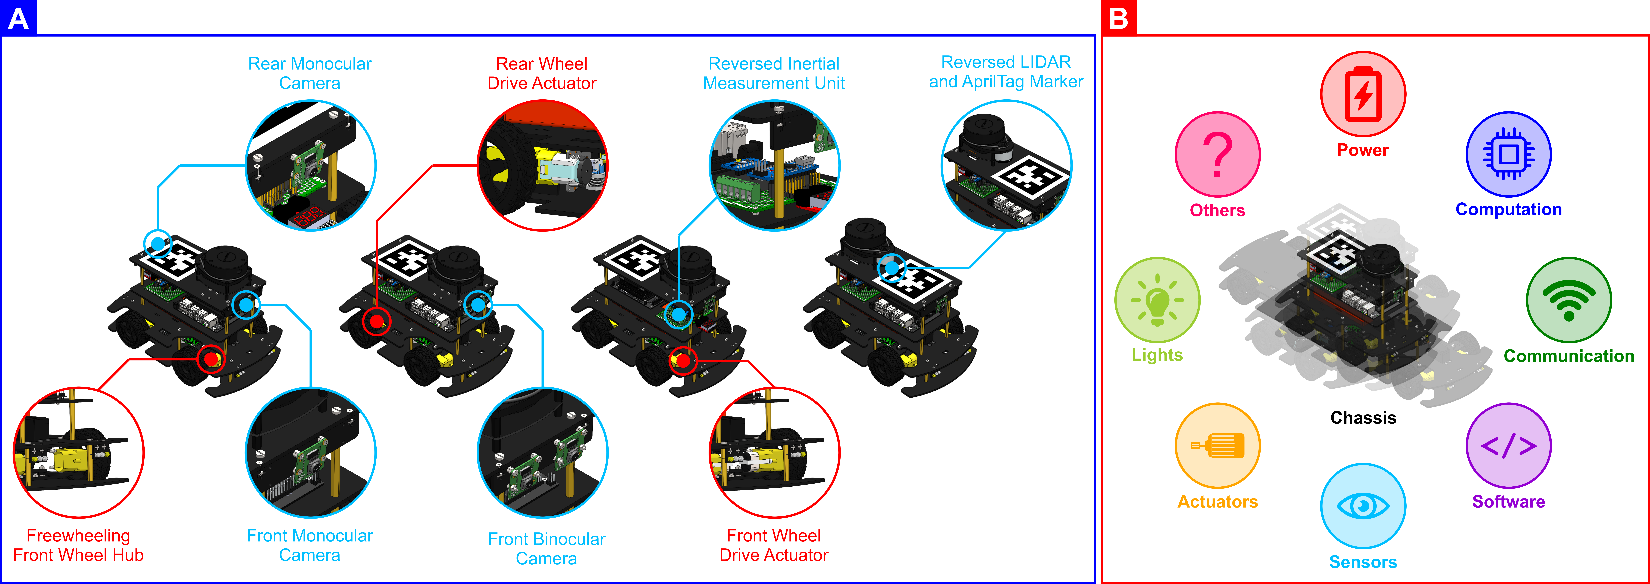 A
Rear Monocular
Camera
Rear Wheel
Drive Actuator
Reversed Inertial
Measurement Unit
Reversed LIDAR
and AprilTag Marker
Freewheeling
Front Wheel Hub
Front Monocular
Camera
Front Binocular
Camera
Front Wheel
Drive Actuator
B
Power
?
Others
Computation
Lights
Communication
Chassis
Actuators
</>
Software
Sensors